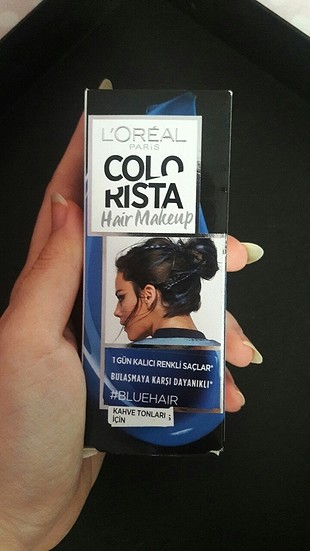 L'ORÉAL
PARIS
COLO
RISTA
Hair Makeup
1 GÜN KALICI RENKLİ SAÇLAR*
BULAŞMAYA KARŞI DAYANIKLI*
#BLUEHAIR
KAHVE TONLARI
İÇİN